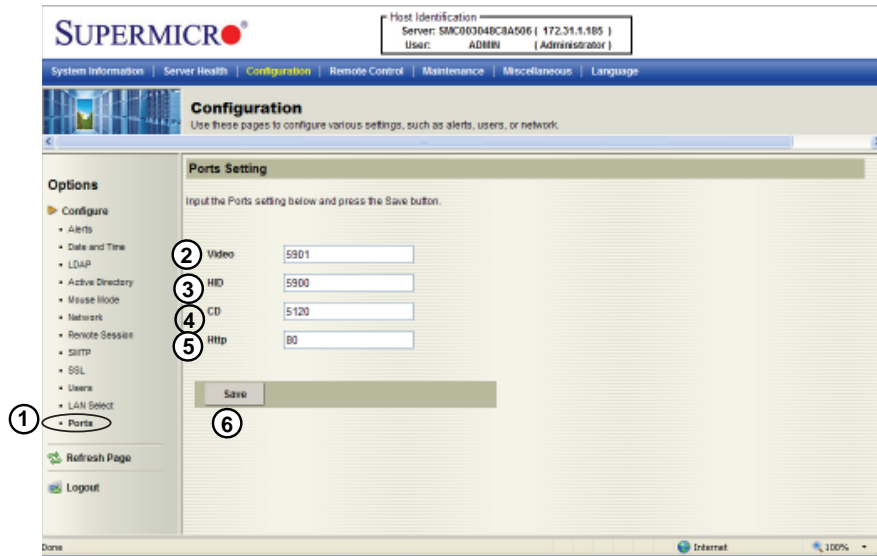 SUPERMICR®
Host Identification
Server: SMC003048C8A506 ( 172.31.1.185 )
User: ADMIN ( Administrator )
System Information | Server Health | Configuration | Remote Control | Maintenance | Miscellaneous | Language
Configuration
Use these pages to configure various settings, such as alerts, users, or network.
Options
Configure
Alerts
Date and Time
LDAP
Active Directory
Mouse Mode
Network
Remote Session
SMTP
SSL
Users
LAN Select
1
Ports
Refresh Page
Logout
Ports Setting
Input the Ports setting below and press the Save button.
2 Video 5901
3 HID 5900
4 CD 5120
5 Http 80
Save
6
Done
Internet
100%